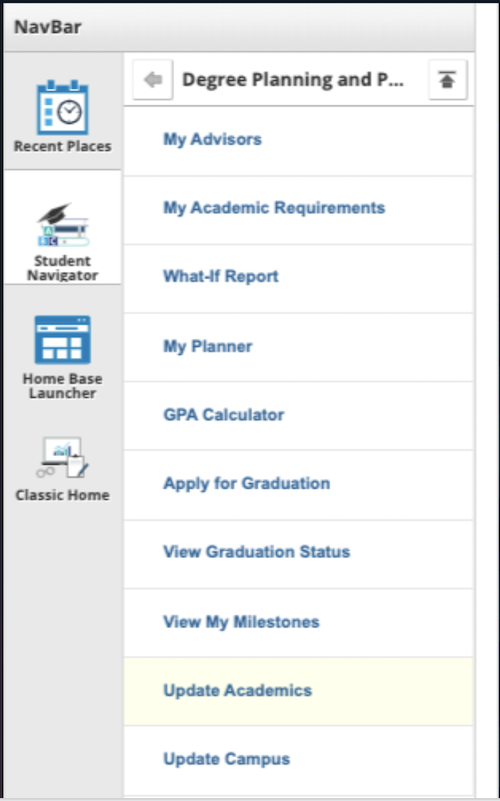 NavBar
Degree Planning and P...
Recent Places
Student
Navigator
Home Base
Launcher
Classic Home
My Advisors
My Academic Requirements
What-If Report
My Planner
GPA Calculator
Apply for Graduation
View Graduation Status
View My Milestones
Update Academics
Update Campus